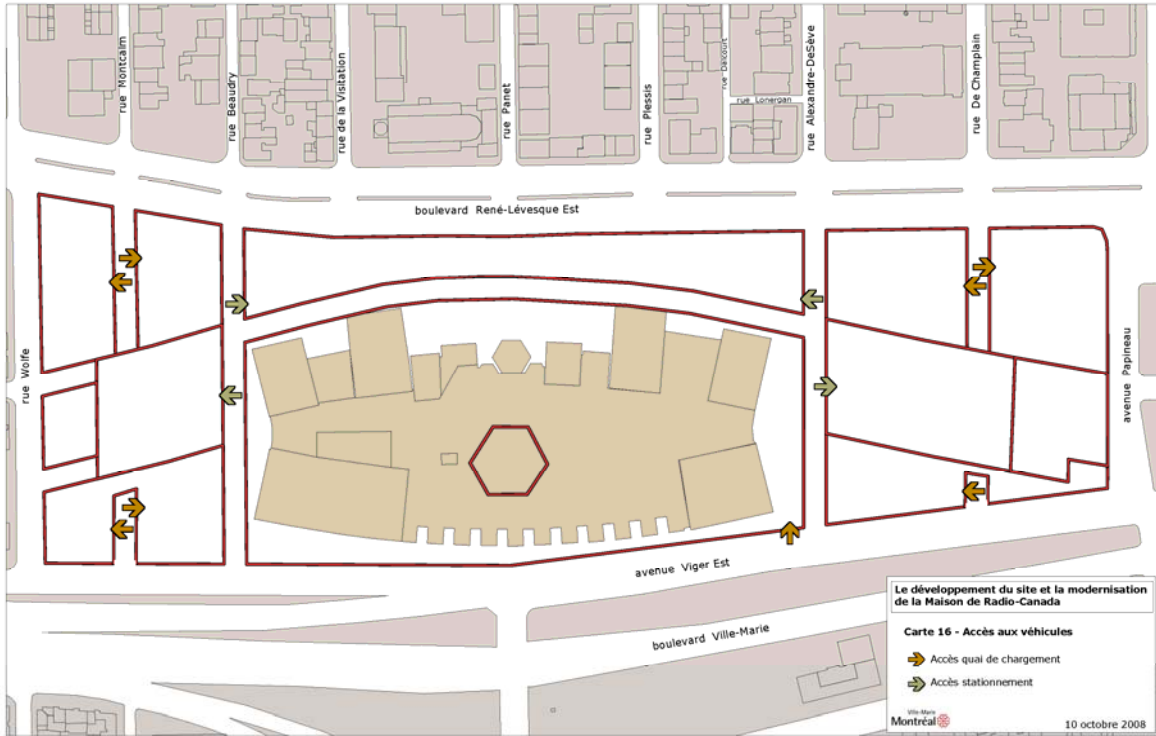 rue Montcalm
rue Beaudry
rue de la Visitation
rue Panet
rue Plessis
rue Dalcourt
rue Lonergan
rue Alexandre-DeSève
rue De Champlain
boulevard René-Lévesque Est
rue Wolfe
avenue Papineau
avenue Viger Est
boulevard Ville-Marie
Le développement du site et la modernisation
de la Maison de Radio-Canada
Carte 16 - Accès aux véhicules
Accès quai de chargement
Accès stationnement
Ville-Marie
Montréal
10 octobre 2008